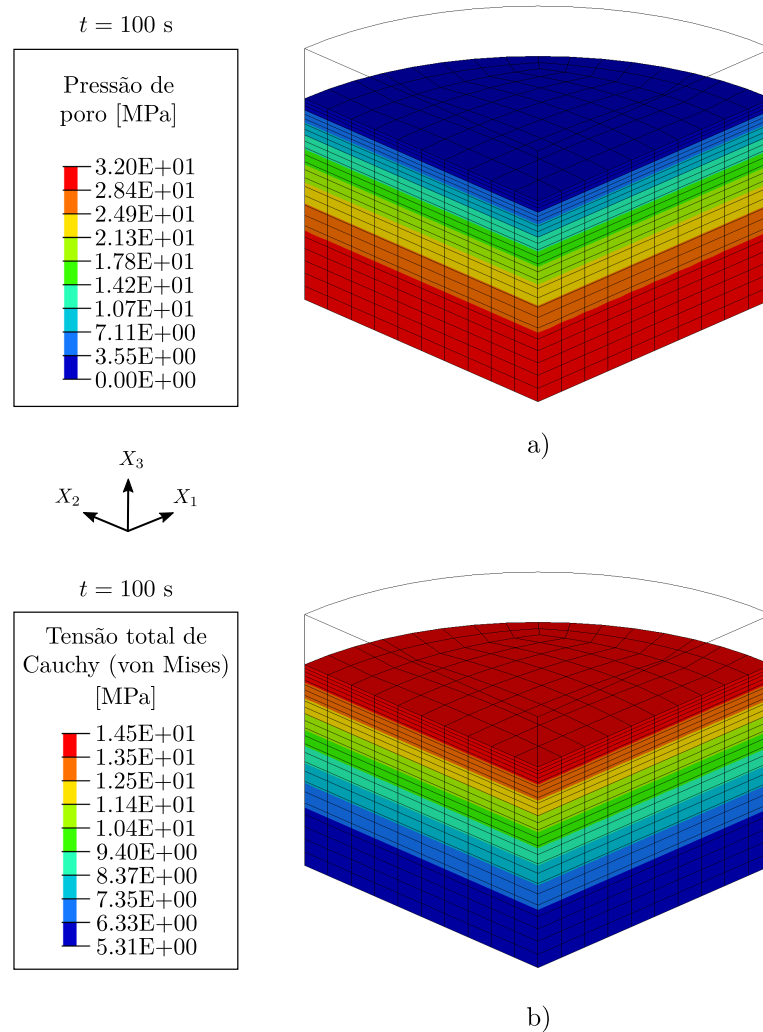 t = 100 s
Pressão de
poro [MPa]
3.20E+01
2.84E+01
2.49E+01
2.13E+01
1.78E+01
1.42E+01
1.07E+01
7.11E+00
3.55E+00
0.00E+00
a)
X₃
X₂
X₁
t = 100 s
Tensão total de
Cauchy (von Mises)
[MPa]
1.45E+01
1.35E+01
1.25E+01
1.14E+01
1.04E+01
9.40E+00
8.37E+00
7.35E+00
6.33E+00
5.31E+00
b)